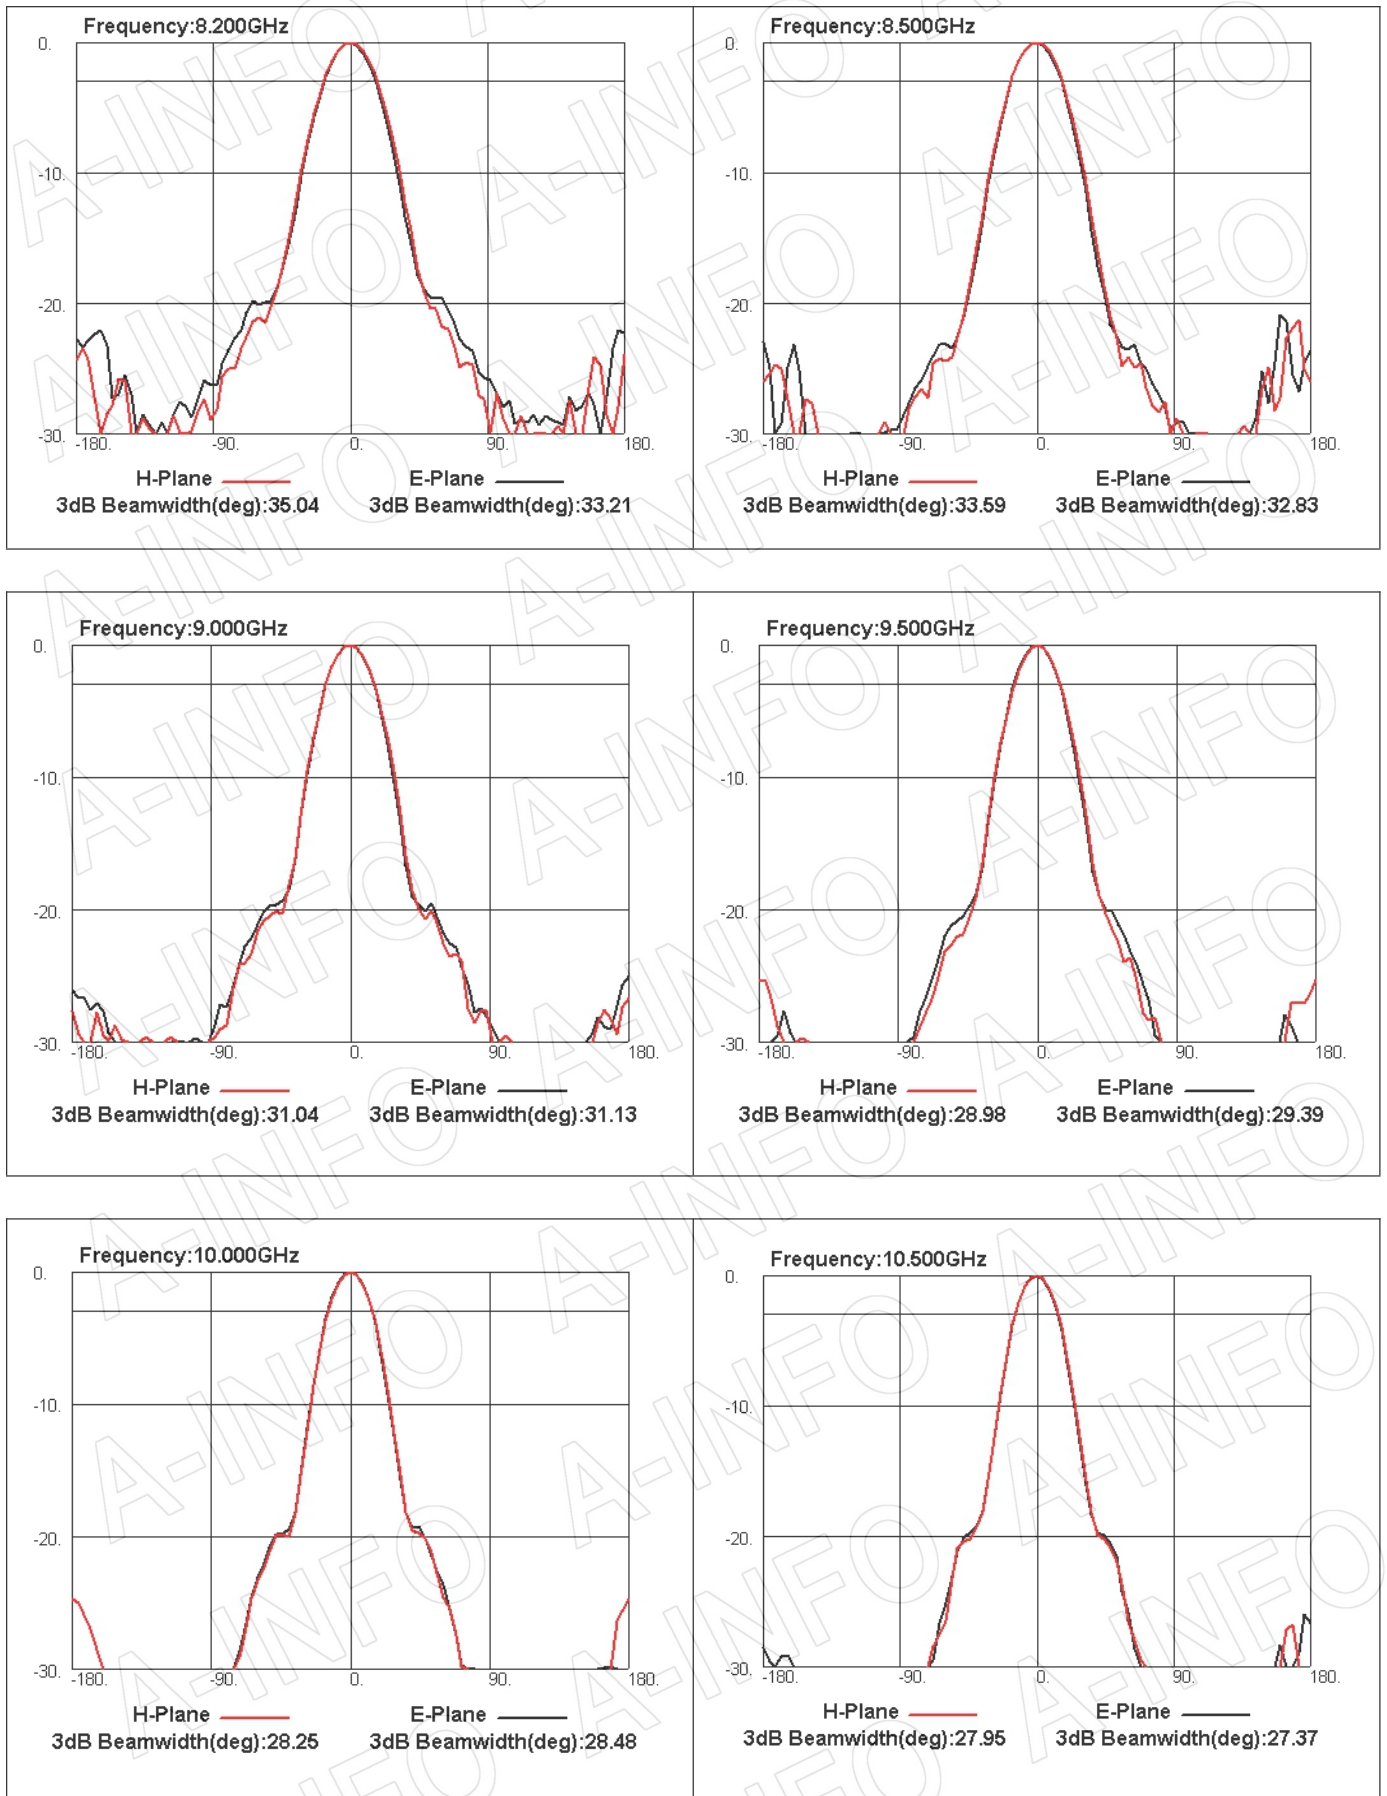 Frequency:8.200GHz
0.
-10.
-20.
-30.
-180. -90. 0. 90. 180.
H-Plane E-Plane
3dB Beamwidth(deg):35.04 3dB Beamwidth(deg):33.21
Frequency:8.500GHz
0.
-10.
-20.
-30.
-180. -90. 0. 90. 180.
H-Plane E-Plane
3dB Beamwidth(deg):33.59 3dB Beamwidth(deg):32.83
Frequency:9.000GHz
0.
-10.
-20.
-30.
-180. -90. 0. 90. 180.
H-Plane E-Plane
3dB Beamwidth(deg):31.04 3dB Beamwidth(deg):31.13
Frequency:9.500GHz
0.
-10.
-20.
-30.
-180. -90. 0. 90. 180.
H-Plane E-Plane
3dB Beamwidth(deg):28.98 3dB Beamwidth(deg):29.39
Frequency:10.000GHz
0.
-10.
-20.
-30.
-180. -90. 0. 90. 180.
H-Plane E-Plane
3dB Beamwidth(deg):28.25 3dB Beamwidth(deg):28.48
Frequency:10.500GHz
0.
-10.
-20.
-30.
-180. -90. 0. 90. 180.
H-Plane E-Plane
3dB Beamwidth(deg):27.95 3dB Beamwidth(deg):27.37
A-INFO